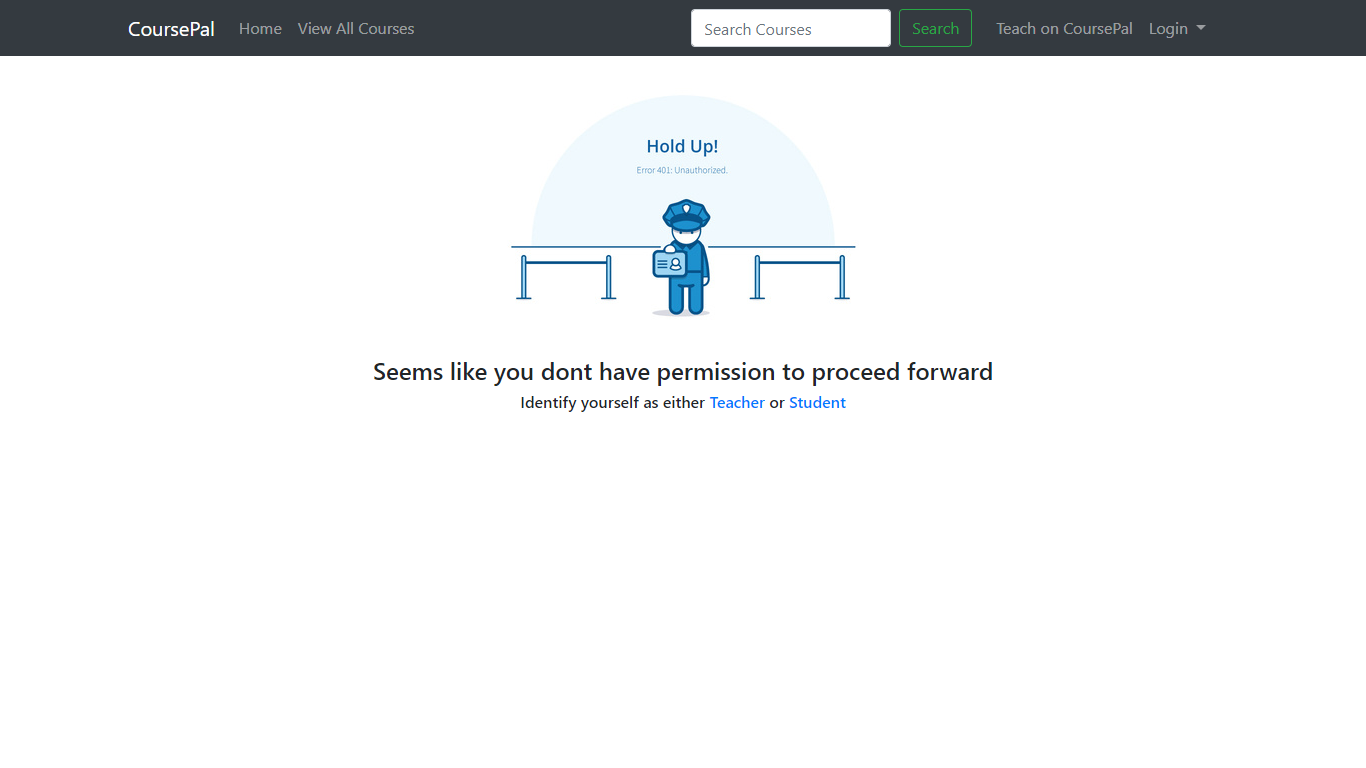 CoursePal Home View All Courses Search Courses Search Teach on CoursePal Login
Hold Up!
Error 401: Unauthorized.
Seems like you dont have permission to proceed forward
Identify yourself as either Teacher or Student